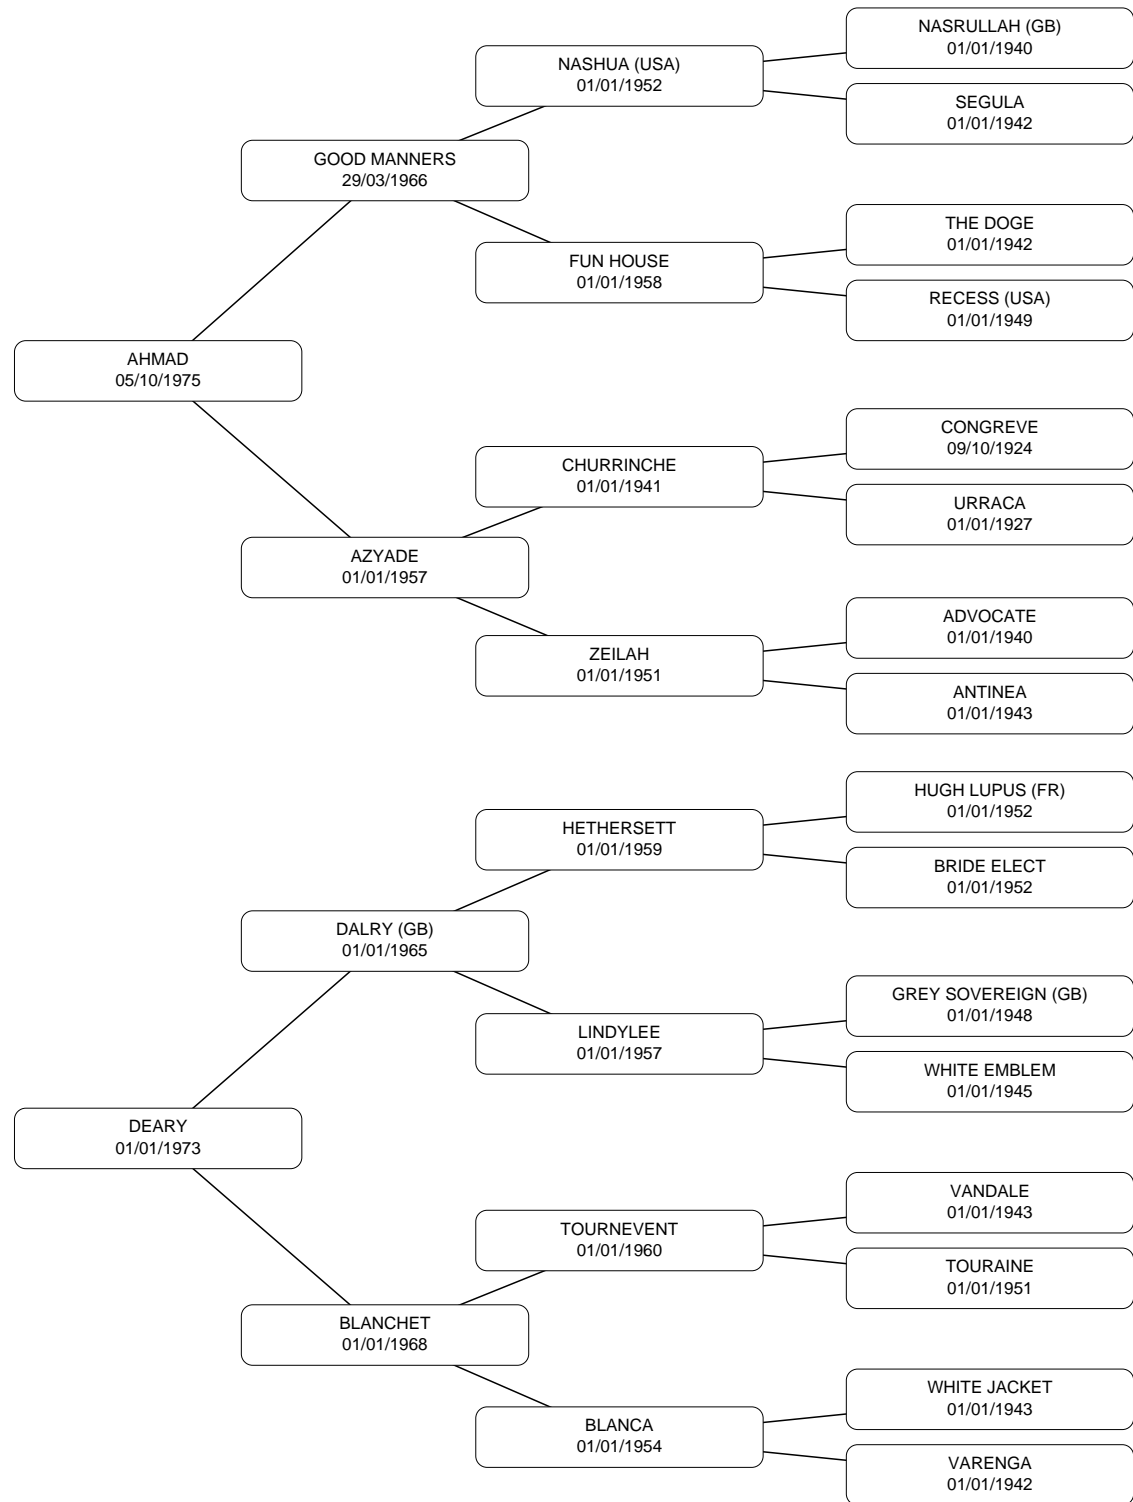 NASRULLAH (GB)
01/01/1940
NASHUA (USA)
01/01/1952
SEGULA
01/01/1942
GOOD MANNERS
29/03/1966
THE DOGE
01/01/1942
FUN HOUSE
01/01/1958
RECESS (USA)
01/01/1949
AHMAD
05/10/1975
CONGREVE
09/10/1924
CHURRINCHE
01/01/1941
URRACA
01/01/1927
AZYADE
01/01/1957
ADVOCATE
01/01/1940
ZEILAH
01/01/1951
ANTINEA
01/01/1943
HUGH LUPUS (FR)
01/01/1952
HETHERSETT
01/01/1959
BRIDE ELECT
01/01/1952
DALRY (GB)
01/01/1965
GREY SOVEREIGN (GB)
01/01/1948
LINDYLEE
01/01/1957
WHITE EMBLEM
01/01/1945
DEARY
01/01/1973
VANDALE
01/01/1943
TOURNEVENT
01/01/1960
TOURAINE
01/01/1951
BLANCHET
01/01/1968
WHITE JACKET
01/01/1943
BLANCA
01/01/1954
VARENGA
01/01/1942